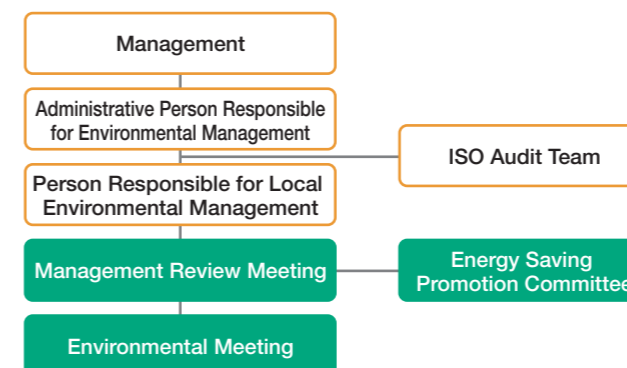 Management
Administrative Person Responsible
for Environmental Management
ISO Audit Team
Person Responsible for Local
Environmental Management
Management Review Meeting
Energy Saving
Promotion Committee
Environmental Meeting